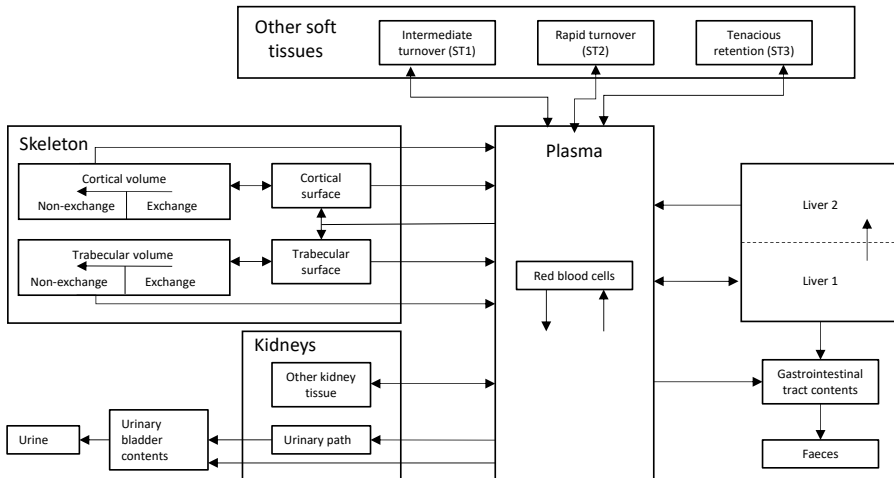 Other soft
tissues
Intermediate
turnover (ST1)
Rapid turnover
(ST2)
Tenacious
retention (ST3)
Skeleton
Cortical volume
Non-exchange
Exchange
Cortical
surface
Trabecular volume
Non-exchange
Exchange
Trabecular
surface
Plasma
Red blood cells
Liver 2
Liver 1
Kidneys
Other kidney
tissue
Urinary path
Urinary
bladder
contents
Urine
Gastrointestinal
tract contents
Faeces